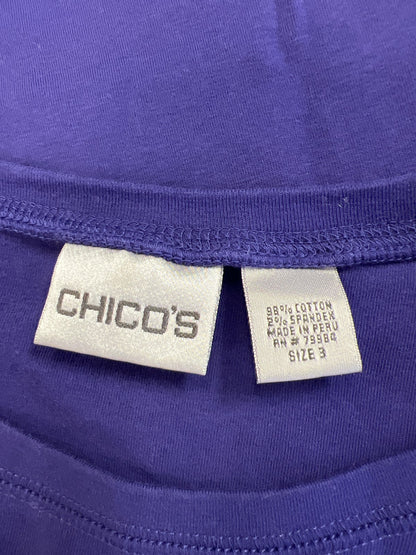 CHICO'S
98% COTTON
2% SPANDEX
MADE IN PERU
RN # 79984
SIZE 3